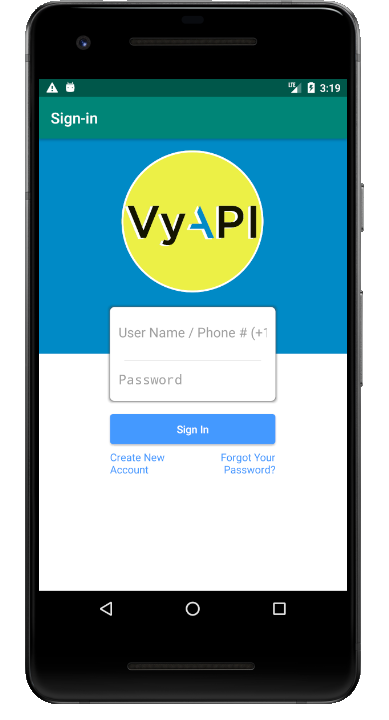 LTE 3:19
Sign-in
VyAPI
User Name / Phone # (+1
Password
Sign In
Create New
Account
Forgot Your
Password?